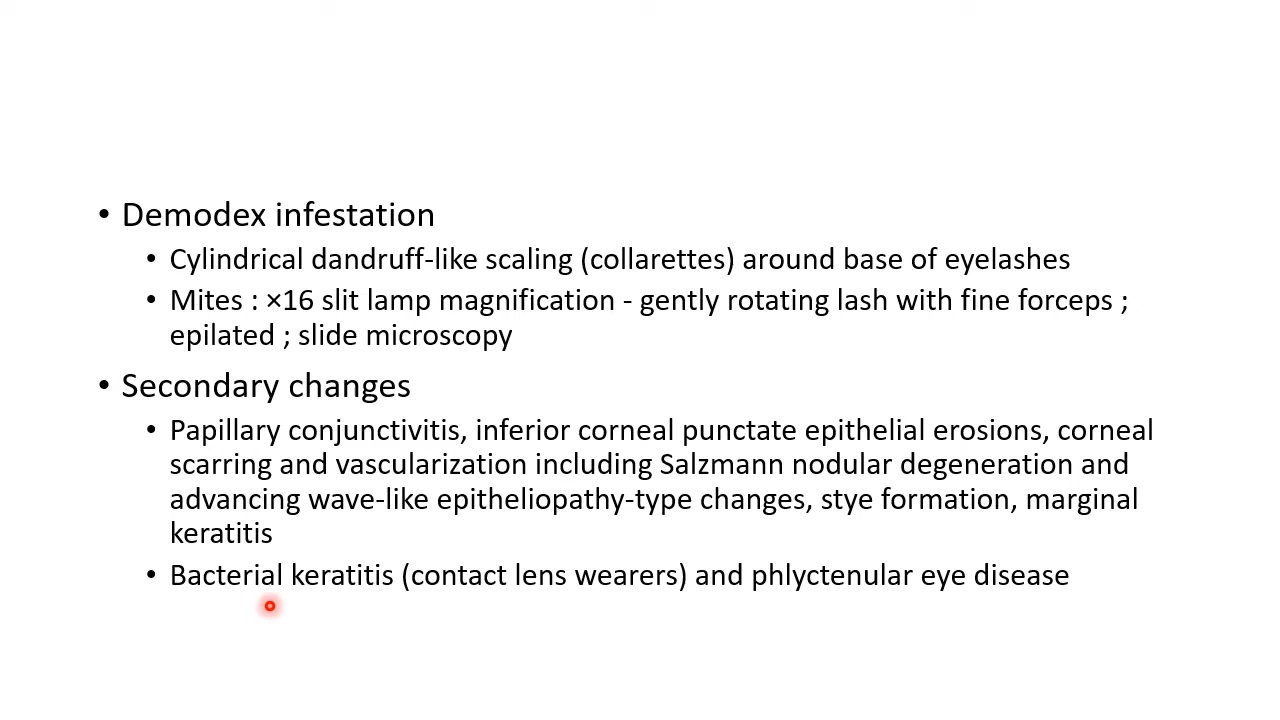 • Demodex infestation
• Cylindrical dandruff-like scaling (collarettes) around base of eyelashes
• Mites : ×16 slit lamp magnification - gently rotating lash with fine forceps ;
epilated ; slide microscopy
• Secondary changes
• Papillary conjunctivitis, inferior corneal punctate epithelial erosions, corneal
scarring and vascularization including Salzmann nodular degeneration and
advancing wave-like epitheliopathy-type changes, stye formation, marginal
keratitis
• Bacterial keratitis (contact lens wearers) and phlyctenular eye disease